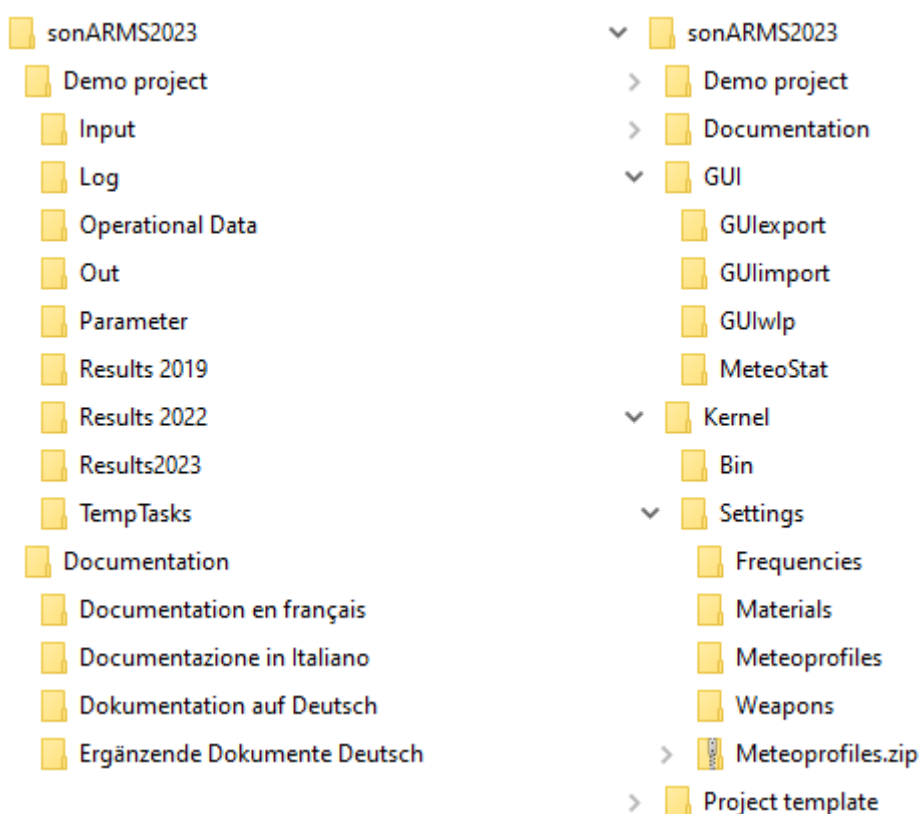 sonARMS2023
Demo project
Input
Log
Operational Data
Out
Parameter
Results 2019
Results 2022
Results2023
TempTasks
Documentation
Documentation en français
Documentazione in Italiano
Dokumentation auf Deutsch
Ergänzende Dokumente Deutsch
sonARMS2023
Demo project
Documentation
GUI
GUIexport
GUIimport
GUIwlp
MeteoStat
Kernel
Bin
Settings
Frequencies
Materials
Meteoprofiles
Weapons
Meteoprofiles.zip
Project template